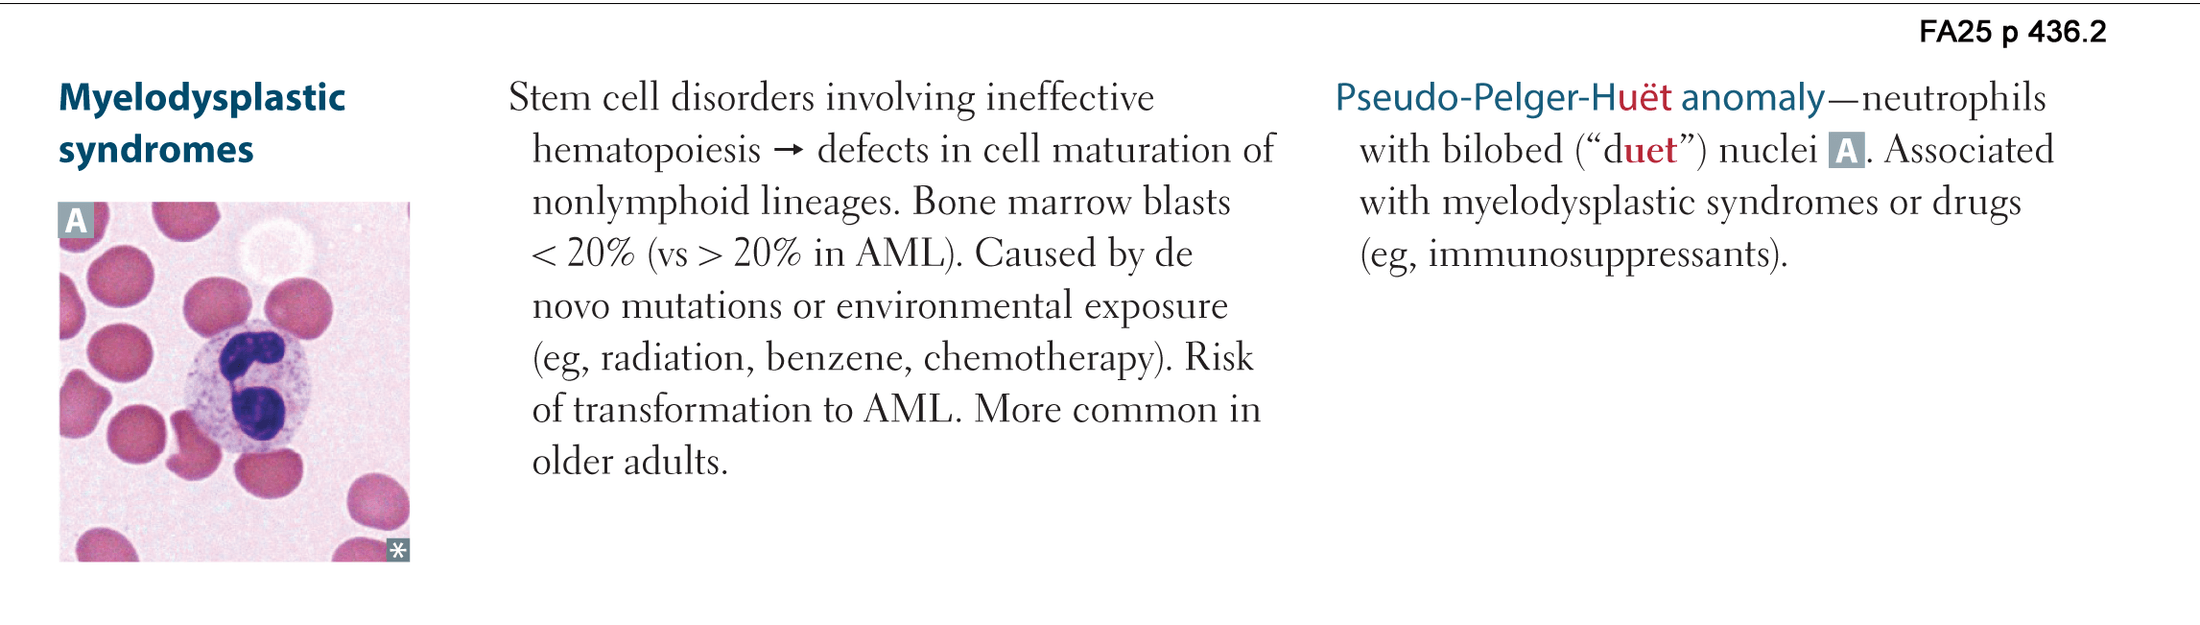 FA25 p 436.2
Myelodysplastic
syndromes
A
*
Stem cell disorders involving ineffective
hematopoiesis → defects in cell maturation of
nonlymphoid lineages. Bone marrow blasts
< 20% (vs > 20% in AML). Caused by de
novo mutations or environmental exposure
(eg, radiation, benzene, chemotherapy). Risk
of transformation to AML. More common in
older adults.
Pseudo-Pelger-Huët anomaly—neutrophils
with bilobed (“duet”) nuclei A. Associated
with myelodysplastic syndromes or drugs
(eg, immunosuppressants).